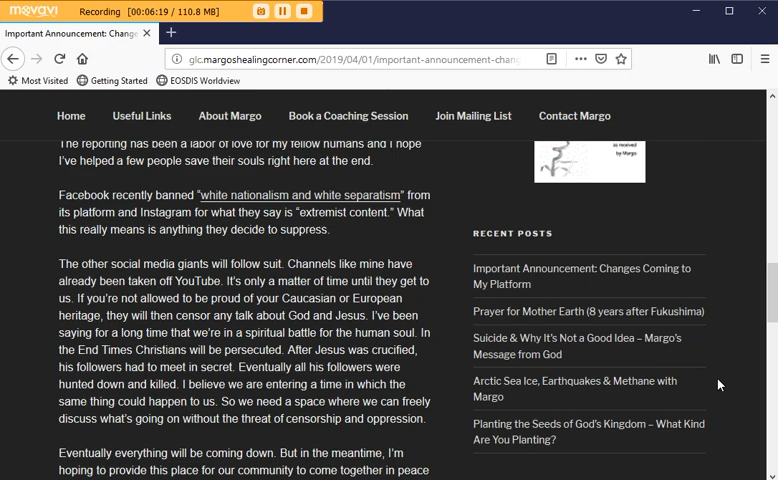 movavi
Recording [00:06:19 / 110.8 MB]
Important Announcement: Change
glc.margoshealingcorner.com/2019/04/01/important-announcement-chan
Most Visited Getting Started EOSDIS Worldview
Home Useful Links About Margo Book a Coaching Session Join Mailing List Contact Margo
The reporting has been a labor of love for my fellow humans and I hope
I've helped a few people save their souls right here at the end.
Facebook recently banned “white nationalism and white separatism” from
its platform and Instagram for what they say is “extremist content.” What
this really means is anything they decide to suppress.
The other social media giants will follow suit. Channels like mine have
already been taken off YouTube. It's only a matter of time until they get to
us. If you're not allowed to be proud of your Caucasian or European
heritage, they will then censor any talk about God and Jesus. I've been
saying for a long time that we're in a spiritual battle for the human soul. In
the End Times Christians will be persecuted. After Jesus was crucified,
his followers had to meet in secret. Eventually all his followers were
hunted down and killed. I believe we are entering a time in which the
same thing could happen to us. So we need a space where we can freely
discuss what's going on without the threat of censorship and oppression.
Eventually everything will be coming down. But in the meantime, I'm
hoping to provide this place for our community to come together in peace
as received
by Margo
RECENT POSTS
Important Announcement: Changes Coming to
My Platform
Prayer for Mother Earth (8 years after Fukushima)
Suicide & Why It's Not a Good Idea – Margo's
Message from God
Arctic Sea Ice, Earthquakes & Methane with
Margo
Planting the Seeds of God's Kingdom – What Kind
Are You Planting?